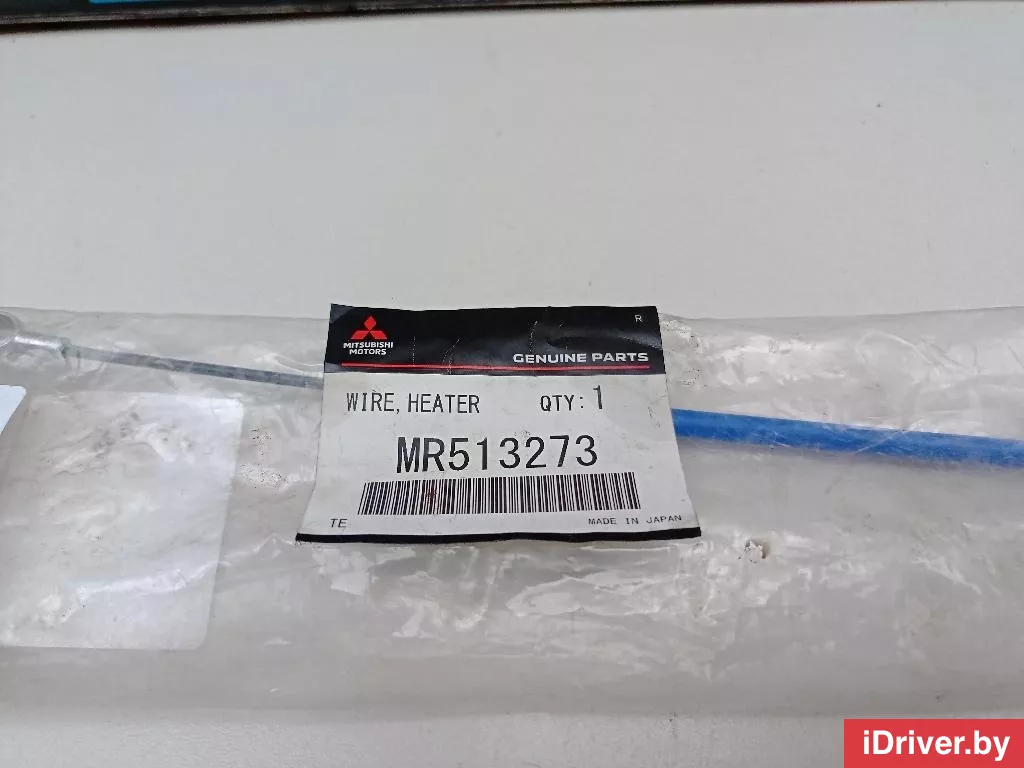 R
MITSUBISHI
MOTORS
GENUINE PARTS
WIRE, HEATER QTY: 1
MR513273
TE MADE IN JAPAN
iDriver.by